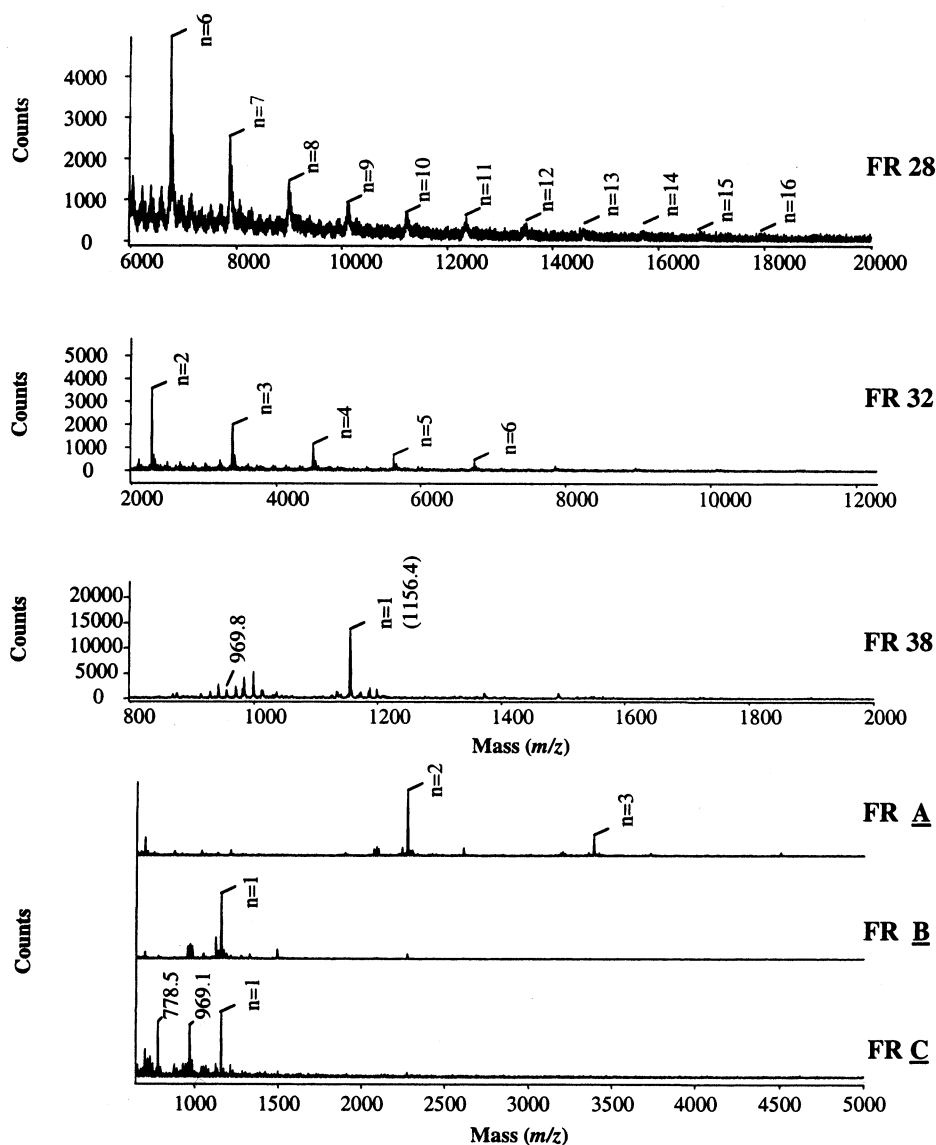 n=6
n=7
n=8
n=9
n=10
n=11
n=12
n=13
n=14
n=15
n=16
Counts
4000
3000
2000
1000
0
FR 28
6000 8000 10000 12000 14000 16000 18000 20000
n=2
n=3
n=4
n=5
n=6
Counts
5000
4000
3000
2000
1000
0
FR 32
2000 4000 6000 8000 10000 12000
969.8
n=1
(1156.4)
Counts
20000
15000
10000
5000
0
FR 38
800 1000 1200 1400 1600 1800 2000
Mass (m/z)
n=2
n=3
FR A
n=1
FR B
Counts
778.5
969.1
n=1
FR C
1000 1500 2000 2500 3000 3500 4000 4500 5000
Mass (m/z)